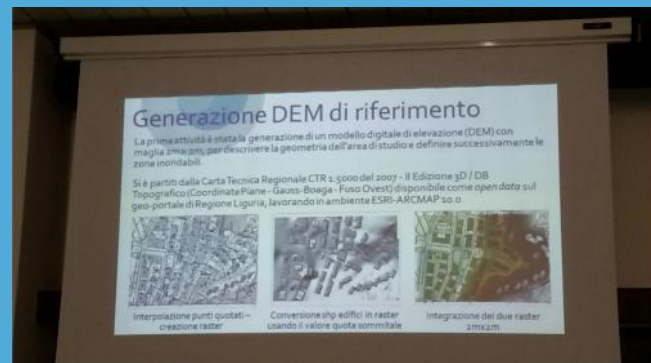 Generazione DEM di riferimento
La prima attività è stata la generazione di un modello digitale di elevazione (DEM) con
maglia 2m x 2m, per descrivere la geometria dell'area di studio e definire successivamente le
zone inondabili.
Si è partiti dalla Carta Tecnica Regionale CTR 1:5000 del 2007 - II Edizione 3D / DB
Topografico (Coordinate Piane - Gauss-Boaga - Fuso Ovest) disponibile come open data sul
geo-portale di Regione Liguria, lavorando in ambiente ESRI-ARCMAP 10.0
Interpolazione punti quotati –
creazione raster
Conversione shp edifici in raster
usando il valore quota sommitale
Integrazione dei due raster
2mx2m